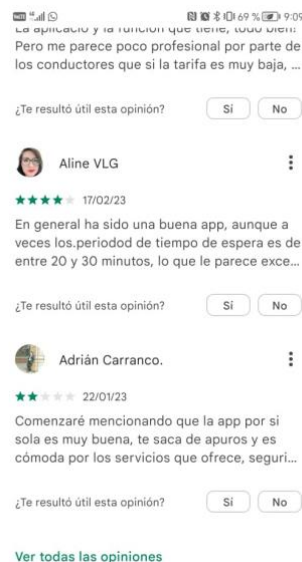 69 % 9:09
La aplicacio y la función que tiene, todo bien!
Pero me parece poco profesional por parte de
los conductores que si la tarifa es muy baja, ...
¿Te resultó útil esta opinión? Sí No
Aline VLG
17/02/23
En general ha sido una buena app, aunque a
veces los.periodod de tiempo de espera es de
entre 20 y 30 minutos, lo que le parece exce...
¿Te resultó útil esta opinión? Sí No
Adrián Carranco.
22/01/23
Comenzaré mencionando que la app por si
sola es muy buena, te saca de apuros y es
cómoda por los servicios que ofrece, seguri...
¿Te resultó útil esta opinión? Sí No
Ver todas las opiniones